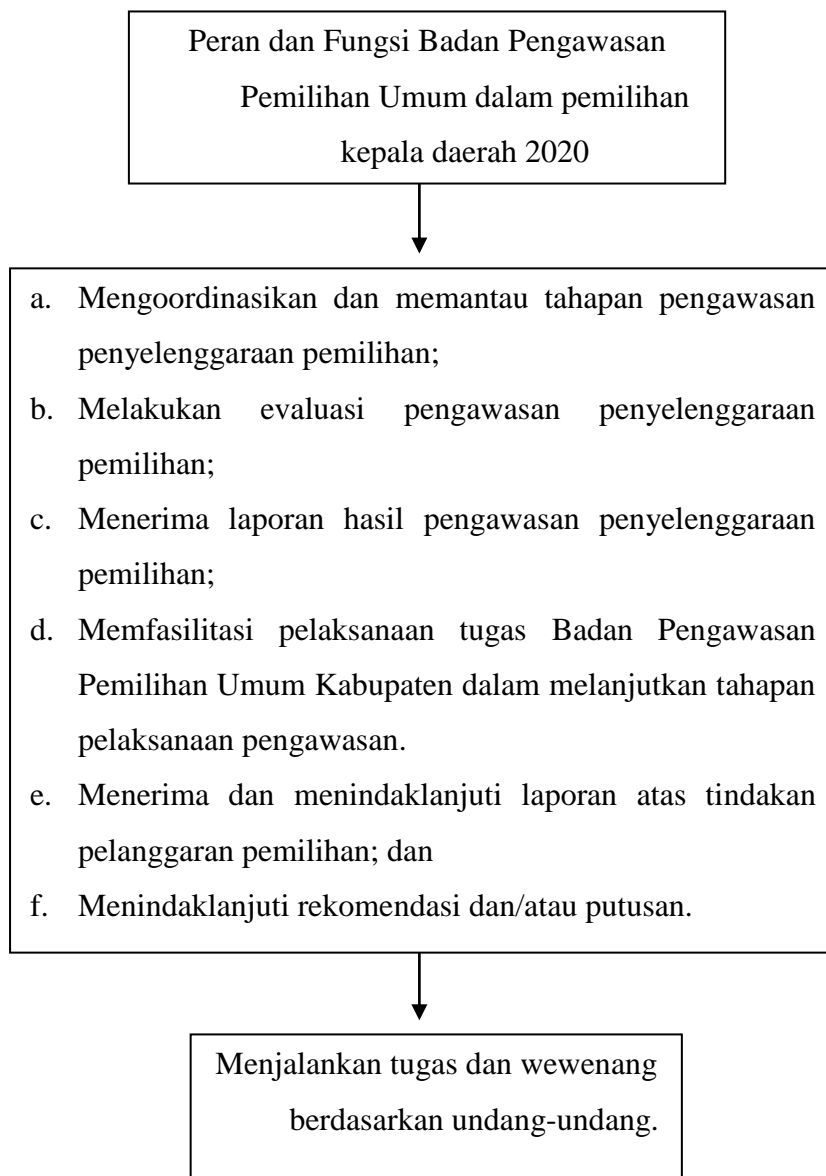 Peran dan Fungsi Badan Pengawasan
Pemilihan Umum dalam pemilihan
kepala daerah 2020
a. Mengoordinasikan dan memantau tahapan pengawasan
penyelenggaraan pemilihan;
b. Melakukan evaluasi pengawasan penyelenggaraan
pemilihan;
c. Menerima laporan hasil pengawasan penyelenggaraan
pemilihan;
d. Memfasilitasi pelaksanaan tugas Badan Pengawasan
Pemilihan Umum Kabupaten dalam melanjutkan tahapan
pelaksanaan pengawasan.
e. Menerima dan menindaklanjuti laporan atas tindakan
pelanggaran pemilihan; dan
f. Menindaklanjuti rekomendasi dan/atau putusan.
Menjalankan tugas dan wewenang
berdasarkan undang-undang.